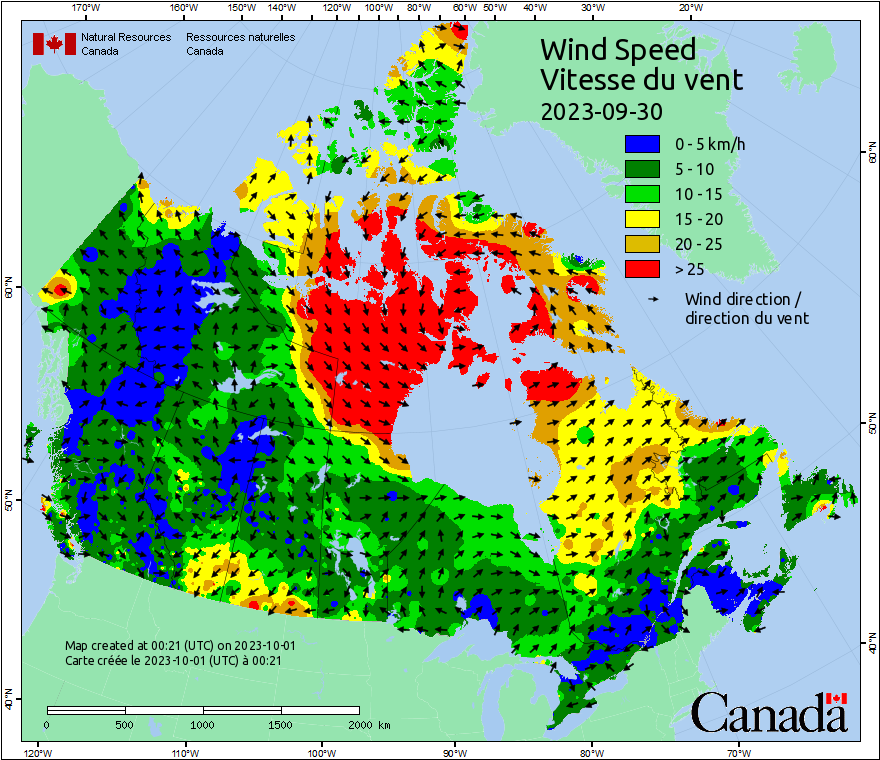 170°W 160°W 150°W 140°W 120°W 100°W 80°W 60°W 50°W 40°W 30°W 20°W
Natural Resources Ressources naturelles
Canada Canada
Wind Speed
Vitesse du vent
2023-09-30
0 - 5 km/h
5 - 10
10 - 15
15 - 20
20 - 25
> 25
Wind direction /
direction du vent
60°N 60°N
50°N 50°N
40°N 40°N
Map created at 00:21 (UTC) on 2023-10-01
Carte créée le 2023-10-01 (UTC) à 00:21
0 500 1000 1500 2000 km
Canada
120°W 110°W 100°W 90°W 80°W 70°W